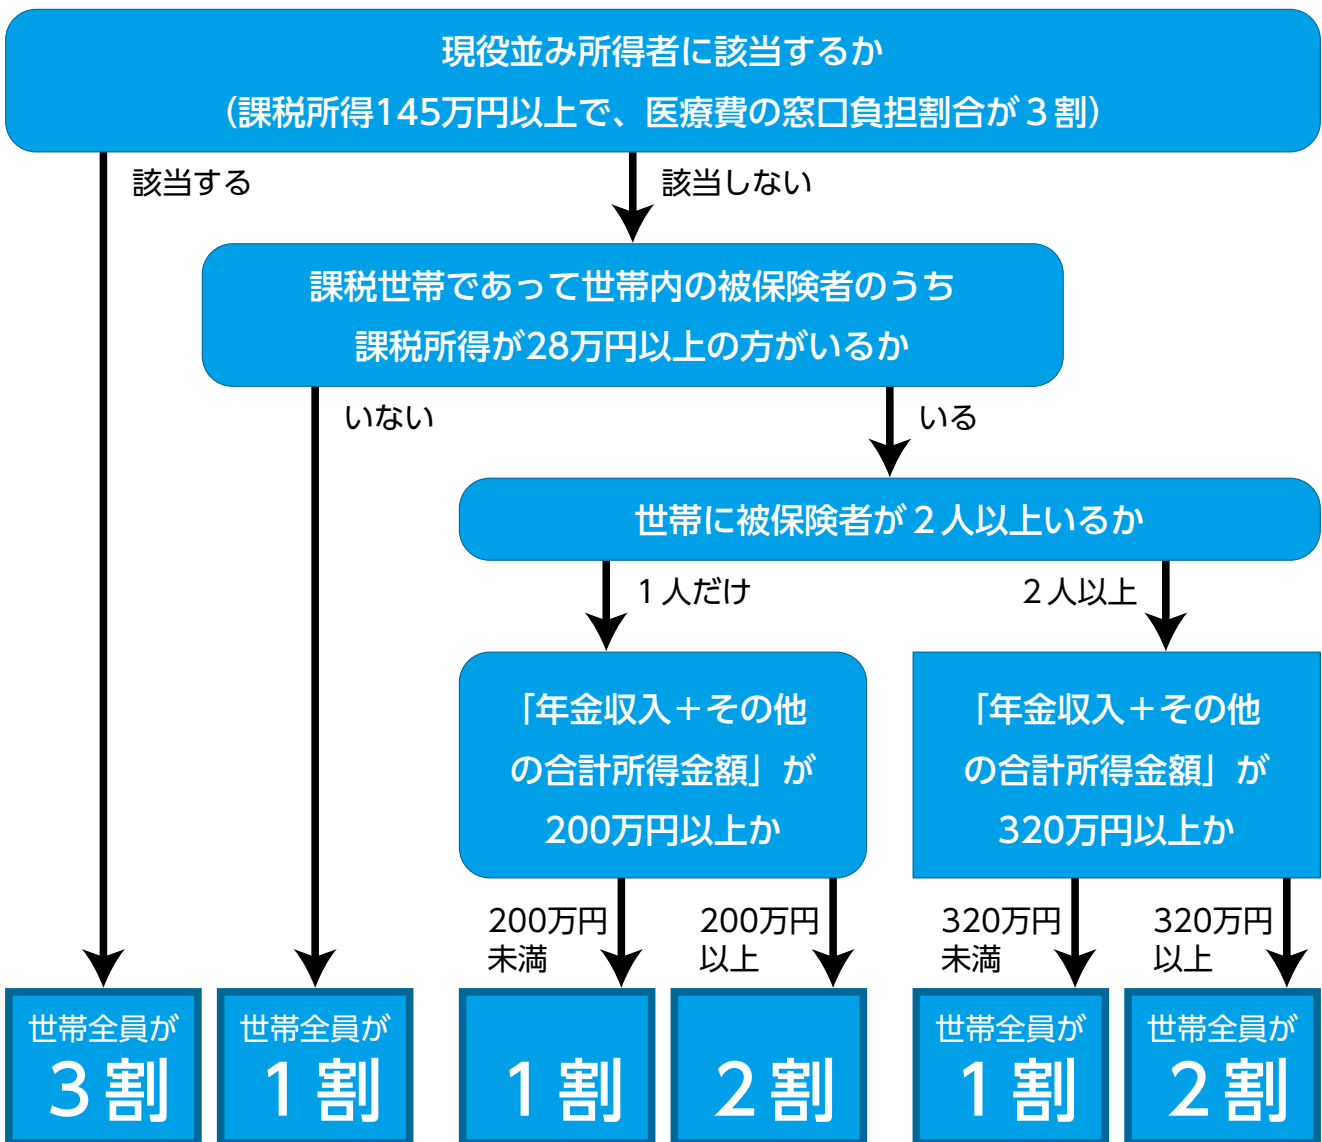 現役並み所得者に該当するか
（課税所得145万円以上で、医療費の窓口負担割合が３割）
該当する
該当しない
課税世帯であって世帯内の被保険者のうち
課税所得が28万円以上の方がいるか
いない
いる
世帯に被保険者が２人以上いるか
１人だけ
２人以上
「年金収入＋その他
の合計所得金額」が
200万円以上か
「年金収入＋その他
の合計所得金額」が
320万円以上か
200万円
未満
200万円
以上
320万円
未満
320万円
以上
世帯全員が
３割
世帯全員が
１割
１割
２割
世帯全員が
１割
世帯全員が
２割